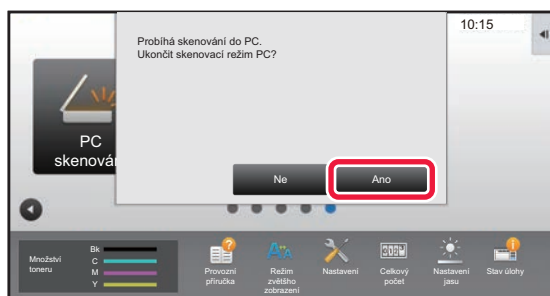 10:15
Probíhá skenování do PC.
Ukončit skenovací režim PC?
PC
skenová
Ne
Ano
Množství
toneru
Bk
C
M
Y
Provozní
příručka
Režim
zvětšho
zobrazení
Nastavení
Celkový
počet
Nastavení
jasu
Stav úlohy